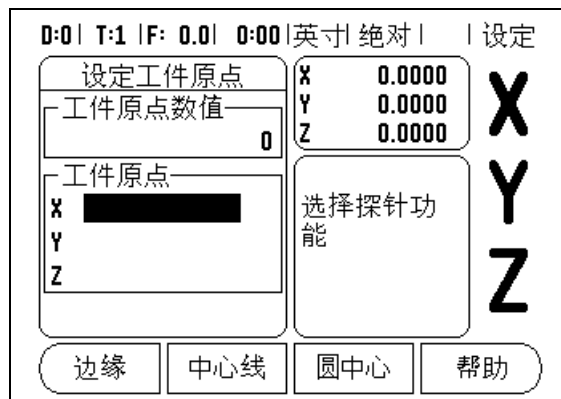 D:0 | T:1 | F: 0.0 | 0:00 | 英寸 | 绝对 | | 设定
设定工件原点
工件原点数值
0
工件原点
X
Y
Z
X 0.0000
Y 0.0000
Z 0.0000
选择探针功
能
X
Y
Z
边缘 中心线 圆中心 帮助